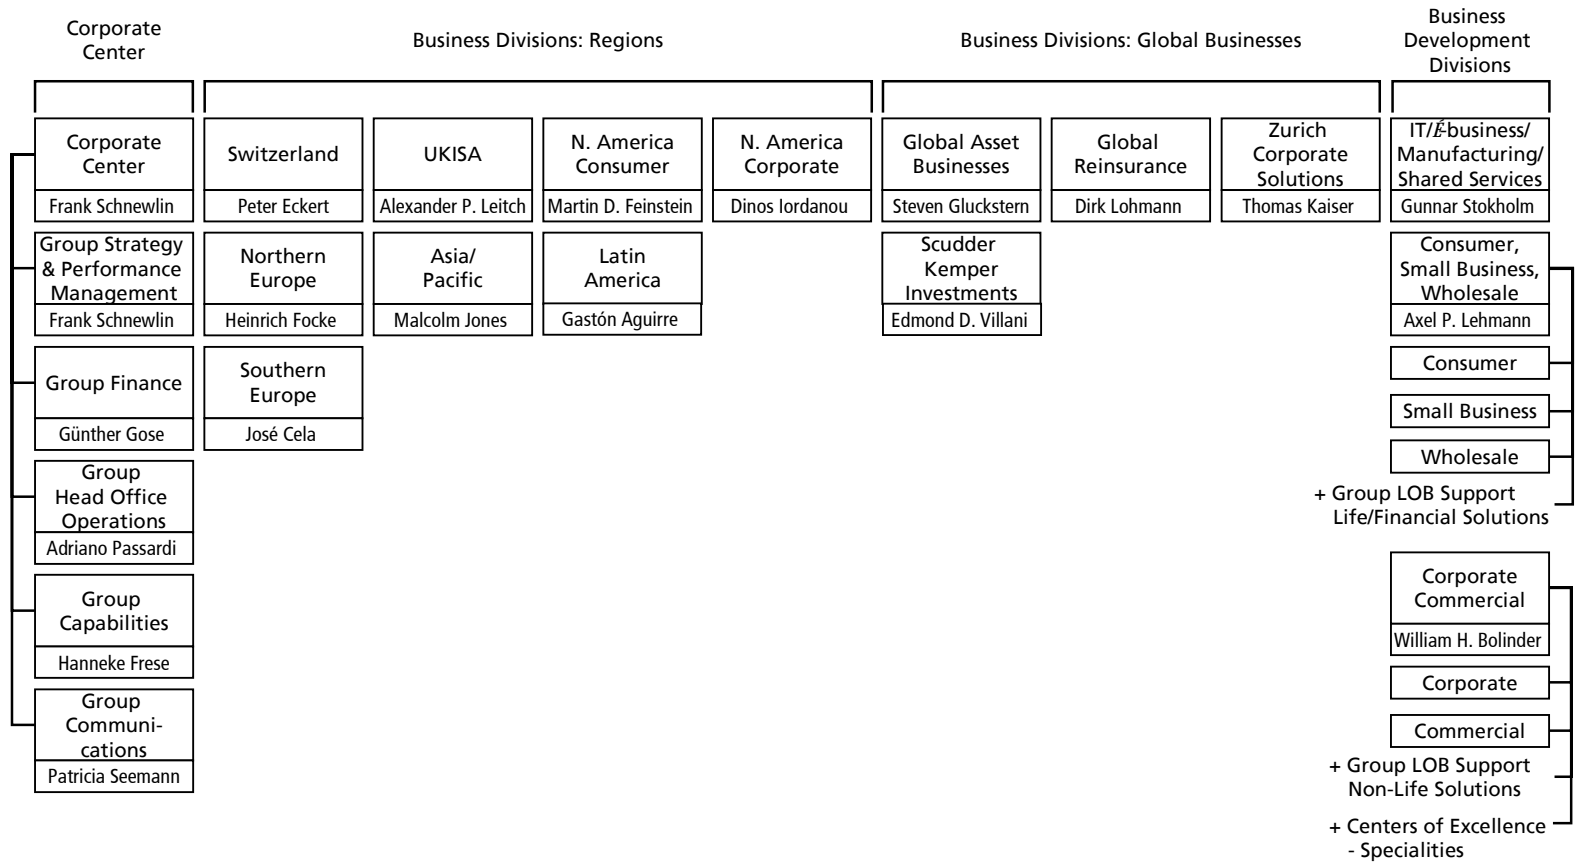 Corporate
Center
Business Divisions: Regions
Business Divisions: Global Businesses
Business
Development
Divisions
Corporate
Center
Frank Schnewlin
Switzerland
Peter Eckert
UKISA
Alexander P. Leitch
N. America
Consumer
Martin D. Feinstein
N. America
Corporate
Dinos Iordanou
Global Asset
Businesses
Steven Gluckstern
Global
Reinsurance
Dirk Lohmann
Zurich
Corporate
Solutions
Thomas Kaiser
IT/É-business/
Manufacturing/
Shared Services
Gunnar Stokholm
Group Strategy
& Performance
Management
Frank Schnewlin
Northern
Europe
Heinrich Focke
Asia/
Pacific
Malcolm Jones
Latin
America
Gastón Aguirre
Scudder
Kemper
Investments
Edmond D. Villani
Consumer,
Small Business,
Wholesale
Axel P. Lehmann
Group Finance
Günther Gose
Southern
Europe
José Cela
Consumer
Small Business
Wholesale
+ Group LOB Support
Life/Financial Solutions
Group
Head Office
Operations
Adriano Passardi
Group
Capabilities
Hanneke Frese
Corporate
Commercial
William H. Bolinder
Corporate
Commercial
+ Group LOB Support
Non-Life Solutions
+ Centers of Excellence
- Specialities
Group
Communi-
cations
Patricia Seemann